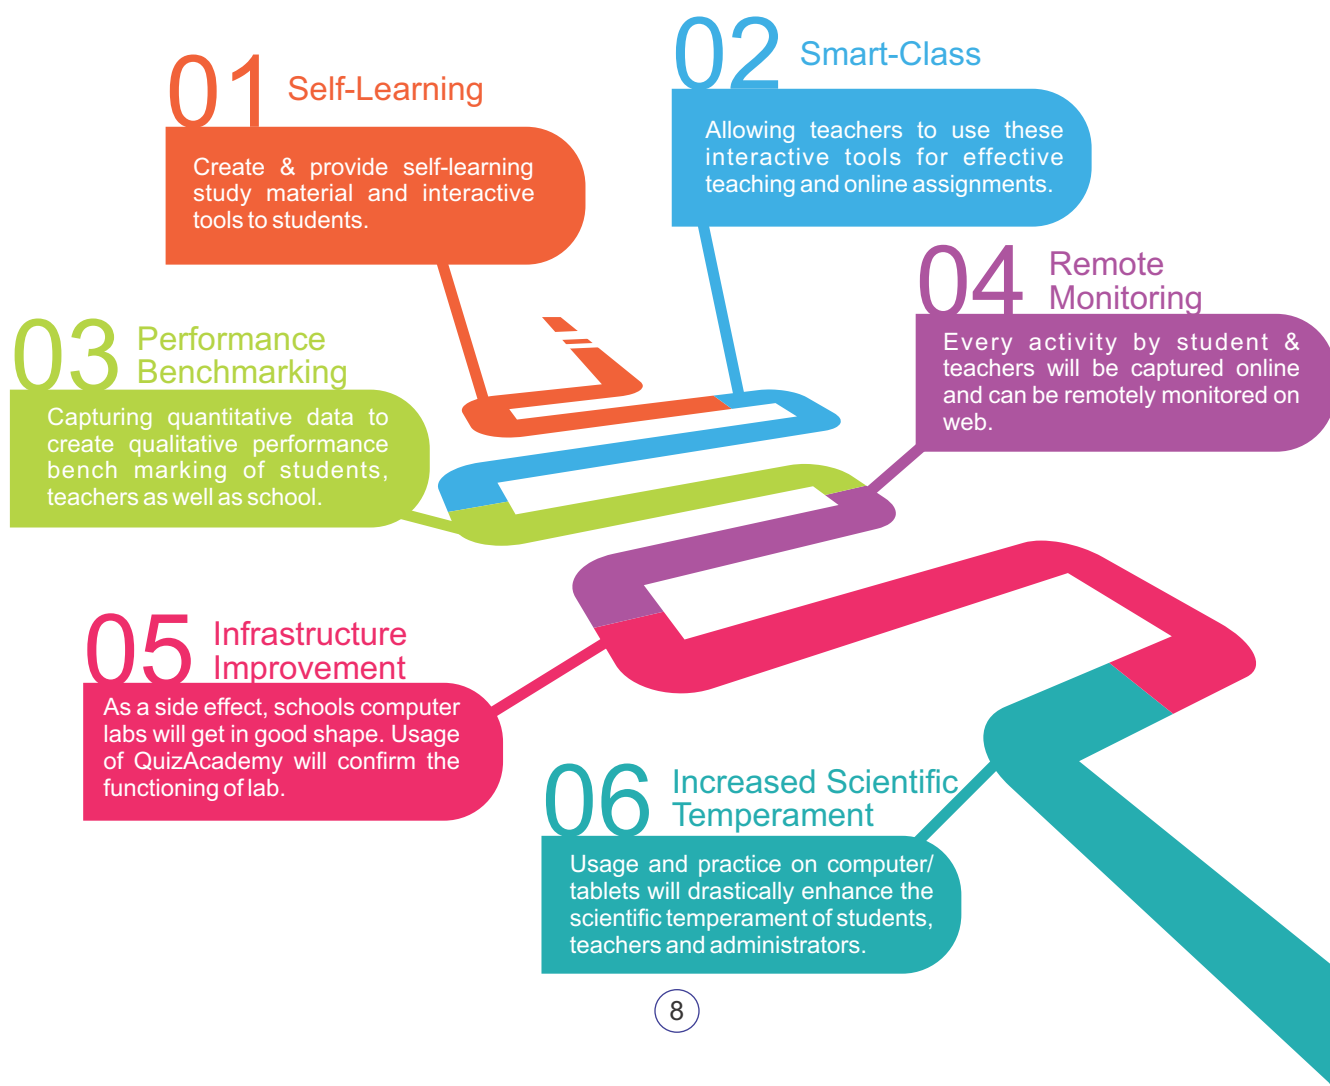 01
Self-Learning
Create & provide self-learning
study material and interactive
tools to students.
02
Smart-Class
Allowing teachers to use these
interactive tools for effective
teaching and online assignments.
03
Performance
Benchmarking
Capturing quantitative data to
create qualitative performance
bench marking of students,
teachers as well as school.
04
Remote
Monitoring
Every activity by student &
teachers will be captured online
and can be remotely monitored on
web.
05
Infrastructure
Improvement
As a side effect, schools computer
labs will get in good shape. Usage
of QuizAcademy will confirm the
functioning of lab.
06
Increased Scientific
Temperament
Usage and practice on computer/
tablets will drastically enhance the
scientific temperament of students,
teachers and administrators.
8